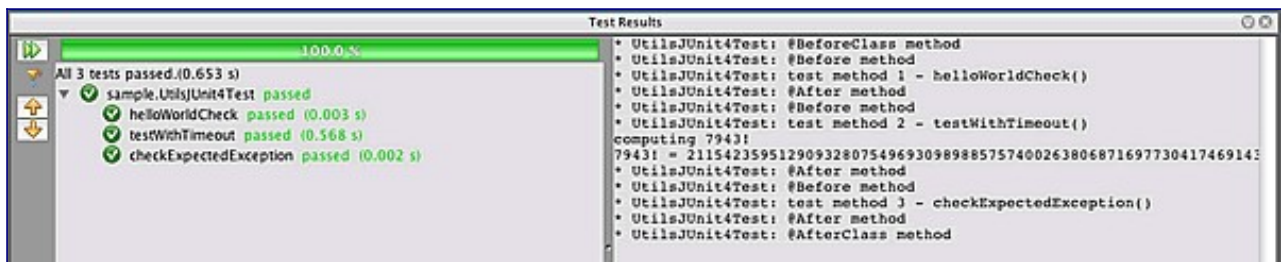 Test Results
100.0 %
All 3 tests passed.(0.653 s)
sample.UtilsJUnit4Test passed
helloWorldCheck passed (0.003 s)
testWithTimeout passed (0.568 s)
checkExpectedException passed (0.002 s)
* UtilsJUnit4Test: @BeforeClass method
* UtilsJUnit4Test: @Before method
* UtilsJUnit4Test: test method 1 - helloWorldCheck()
* UtilsJUnit4Test: @After method
* UtilsJUnit4Test: @Before method
* UtilsJUnit4Test: test method 2 - testWithTimeout()
computing 7943!
7943! = 211542359512909328075496930989885757400263806871697730417469143
* UtilsJUnit4Test: @After method
* UtilsJUnit4Test: @Before method
* UtilsJUnit4Test: test method 3 - checkExpectedException()
* UtilsJUnit4Test: @After method
* UtilsJUnit4Test: @AfterClass method